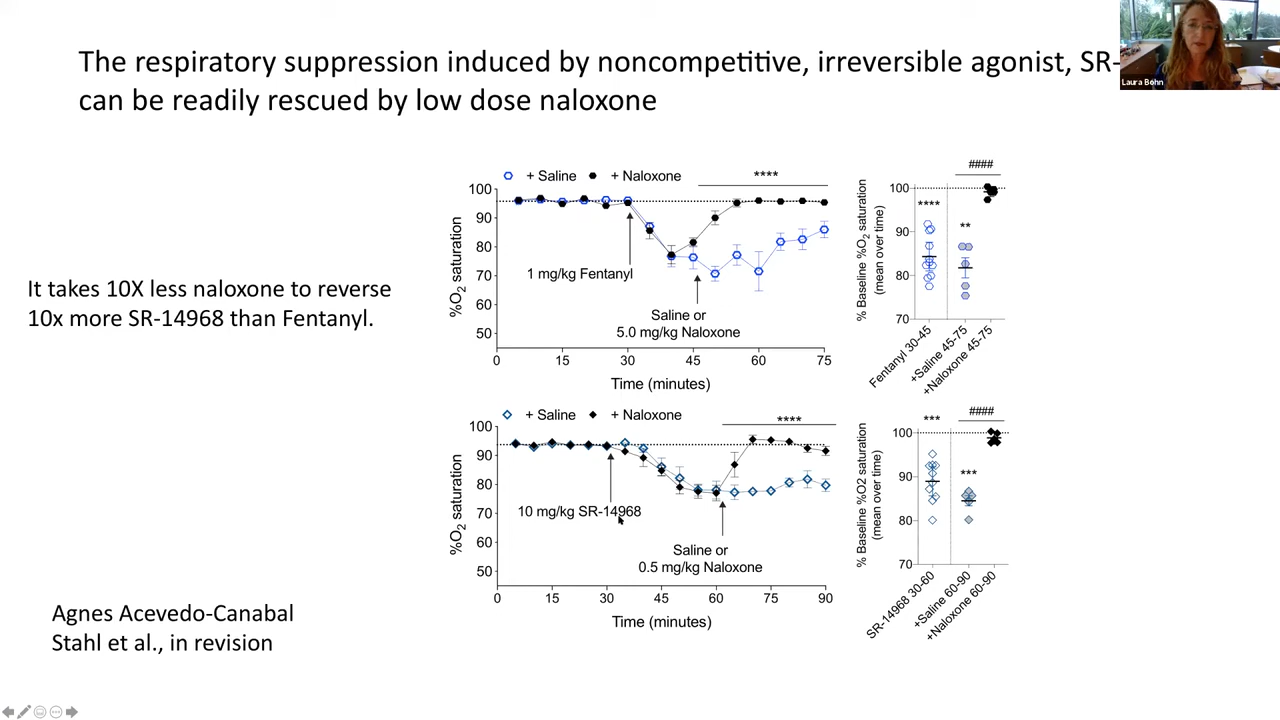 The respiratory suppression induced by noncompetitive, irreversible agonist, SR-
can be readily rescued by low dose naloxone
Laura Bohn
It takes 10X less naloxone to reverse
10x more SR-14968 than Fentanyl.
+ Saline + Naloxone
****
100
90
80
70
60
50
%O2 saturation
1 mg/kg Fentanyl
Saline or
5.0 mg/kg Naloxone
0 15 30 45 60 75
Time (minutes)
####
****
**
100
90
80
70
% Baseline %O2 saturation
(mean over time)
Fentanyl 30-45
+Saline 45-75
+Naloxone 45-75
+ Saline + Naloxone
****
100
90
80
70
60
50
%O2 saturation
10 mg/kg SR-14968
Saline or
0.5 mg/kg Naloxone
0 15 30 45 60 75 90
Time (minutes)
***
####
***
100
90
80
70
% Baseline %O2 saturation
(mean over time)
SR-14968 30-60
+Saline 60-90
+Naloxone 60-90
Agnes Acevedo-Canabal
Stahl et al., in revision